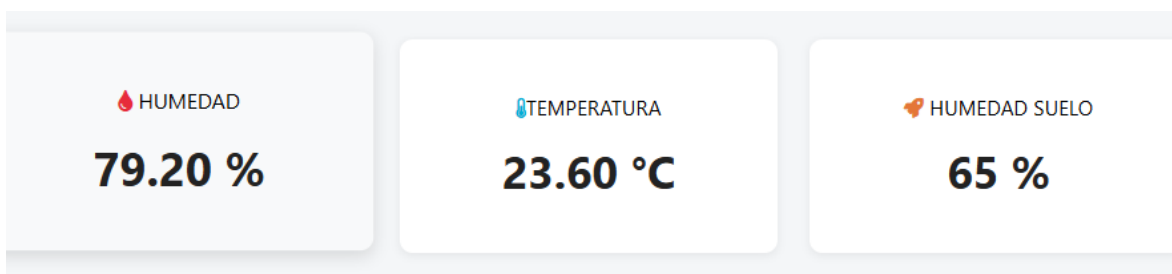 HUMEDAD
79.20 %
TEMPERATURA
23.60 °C
HUMEDAD SUELO
65 %